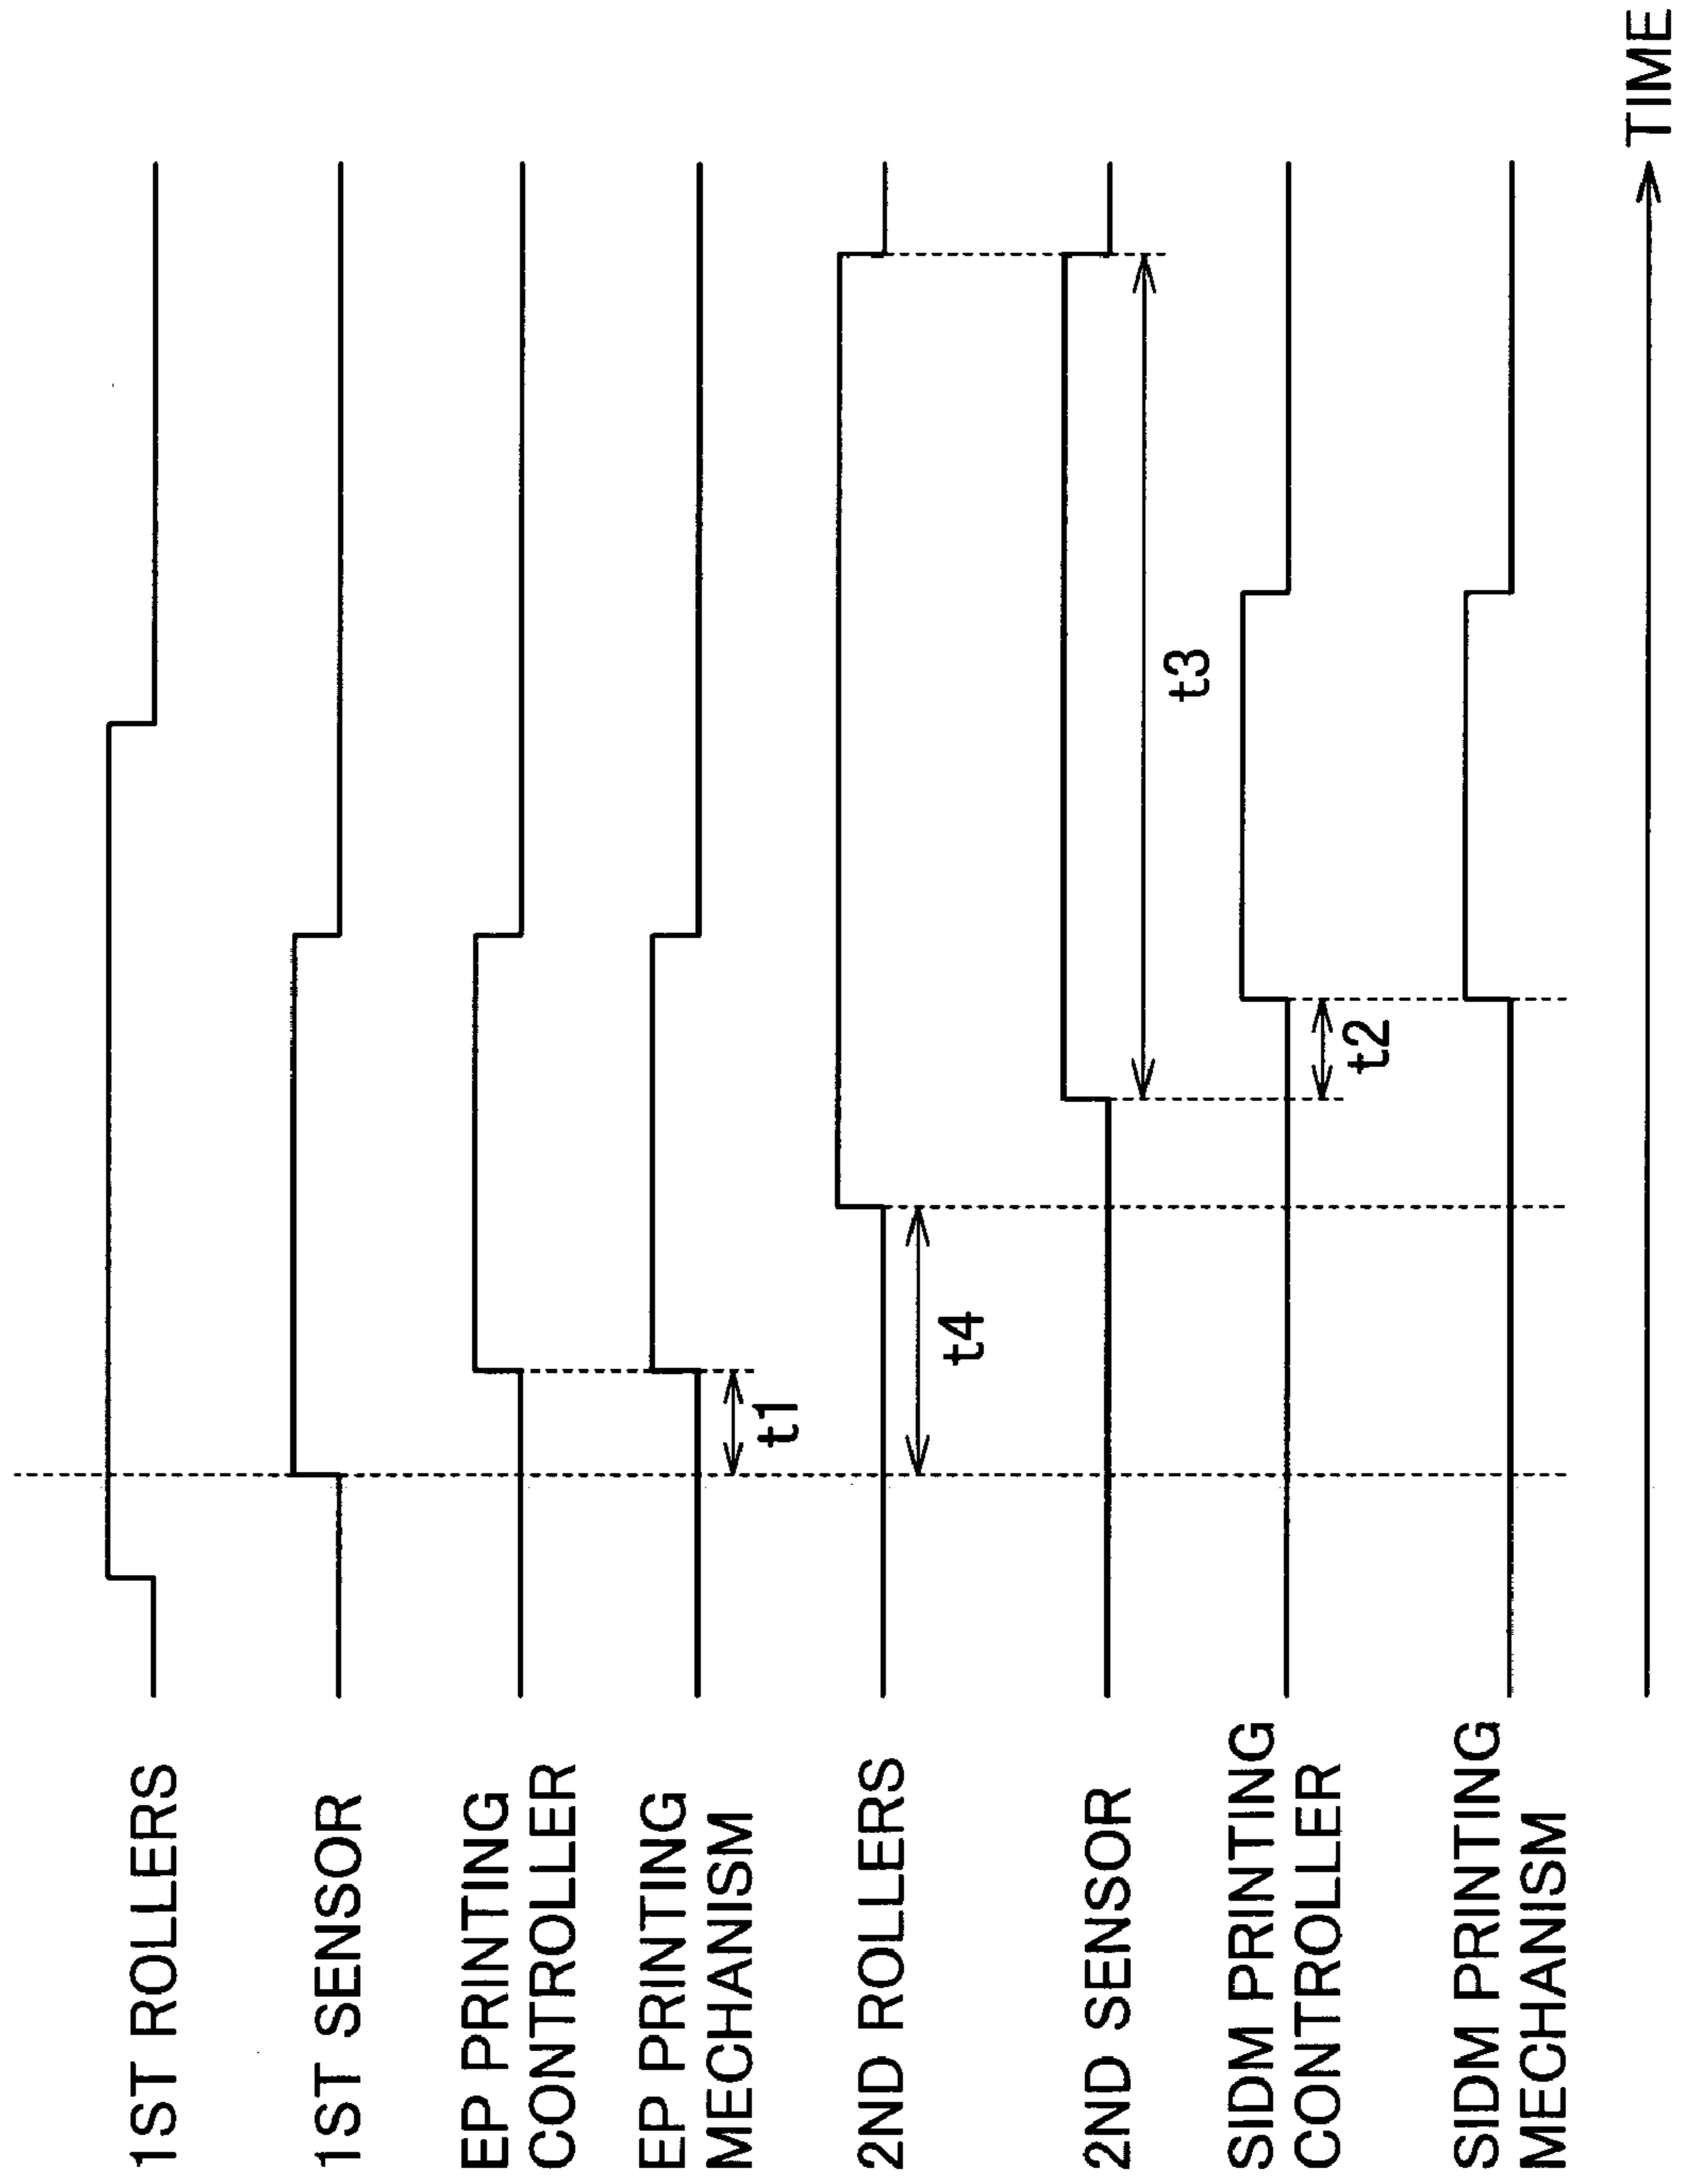 1ST ROLLERS
1ST SENSOR
EP PRINTING
CONTROLLER
EP PRINTING
MECHANISM
t1
2ND ROLLERS
t4
2ND SENSOR
t3
SIDM PRINTING
CONTROLLER
t2
SIDM PRINTING
MECHANISM
TIME